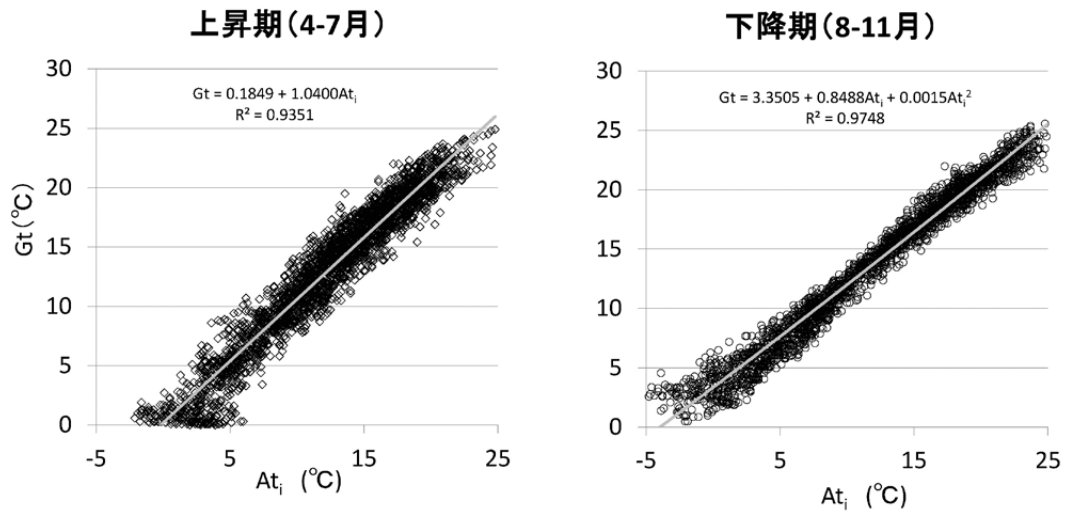 上昇期(4-7月)
30
25
20
15
10
5
0
Gt(℃)
Gt = 0.1849 + 1.0400Atᵢ
R² = 0.9351
-5 5 15 25
Atᵢ (℃)
下降期(8-11月)
30
25
20
15
10
5
0
Gt = 3.3505 + 0.8488Atᵢ + 0.0015Atᵢ²
R² = 0.9748
-5 5 15 25
Atᵢ (℃)